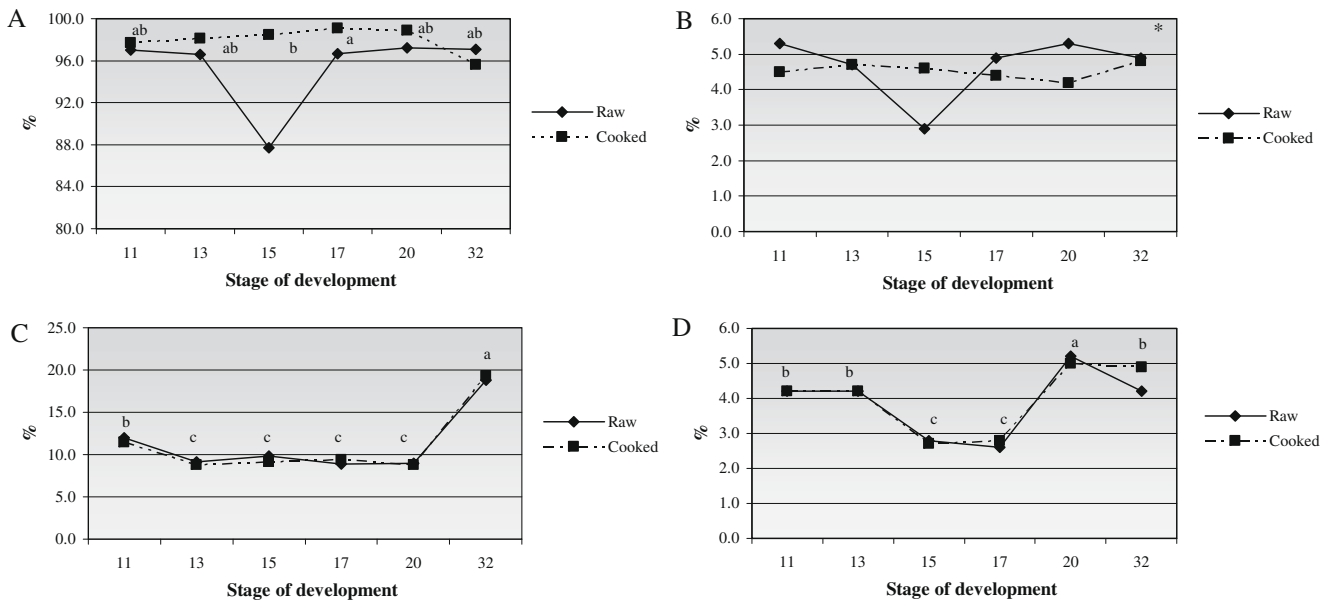 A
100.0
96.0
92.0
88.0
84.0
80.0
%
ab ab b a ab ab
11 13 15 17 20 32
Stage of development
Raw
Cooked
B
6.0
5.0
4.0
3.0
2.0
1.0
0.0
%
*
11 13 15 17 20 32
Stage of development
Raw
Cooked
C
25.0
20.0
15.0
10.0
5.0
0.0
%
b c c c c a
11 13 15 17 20 32
Stage of development
Raw
Cooked
D
6.0
5.0
4.0
3.0
2.0
1.0
0.0
%
b b c c a b
11 13 15 17 20 32
Stage of development
Raw
Cooked